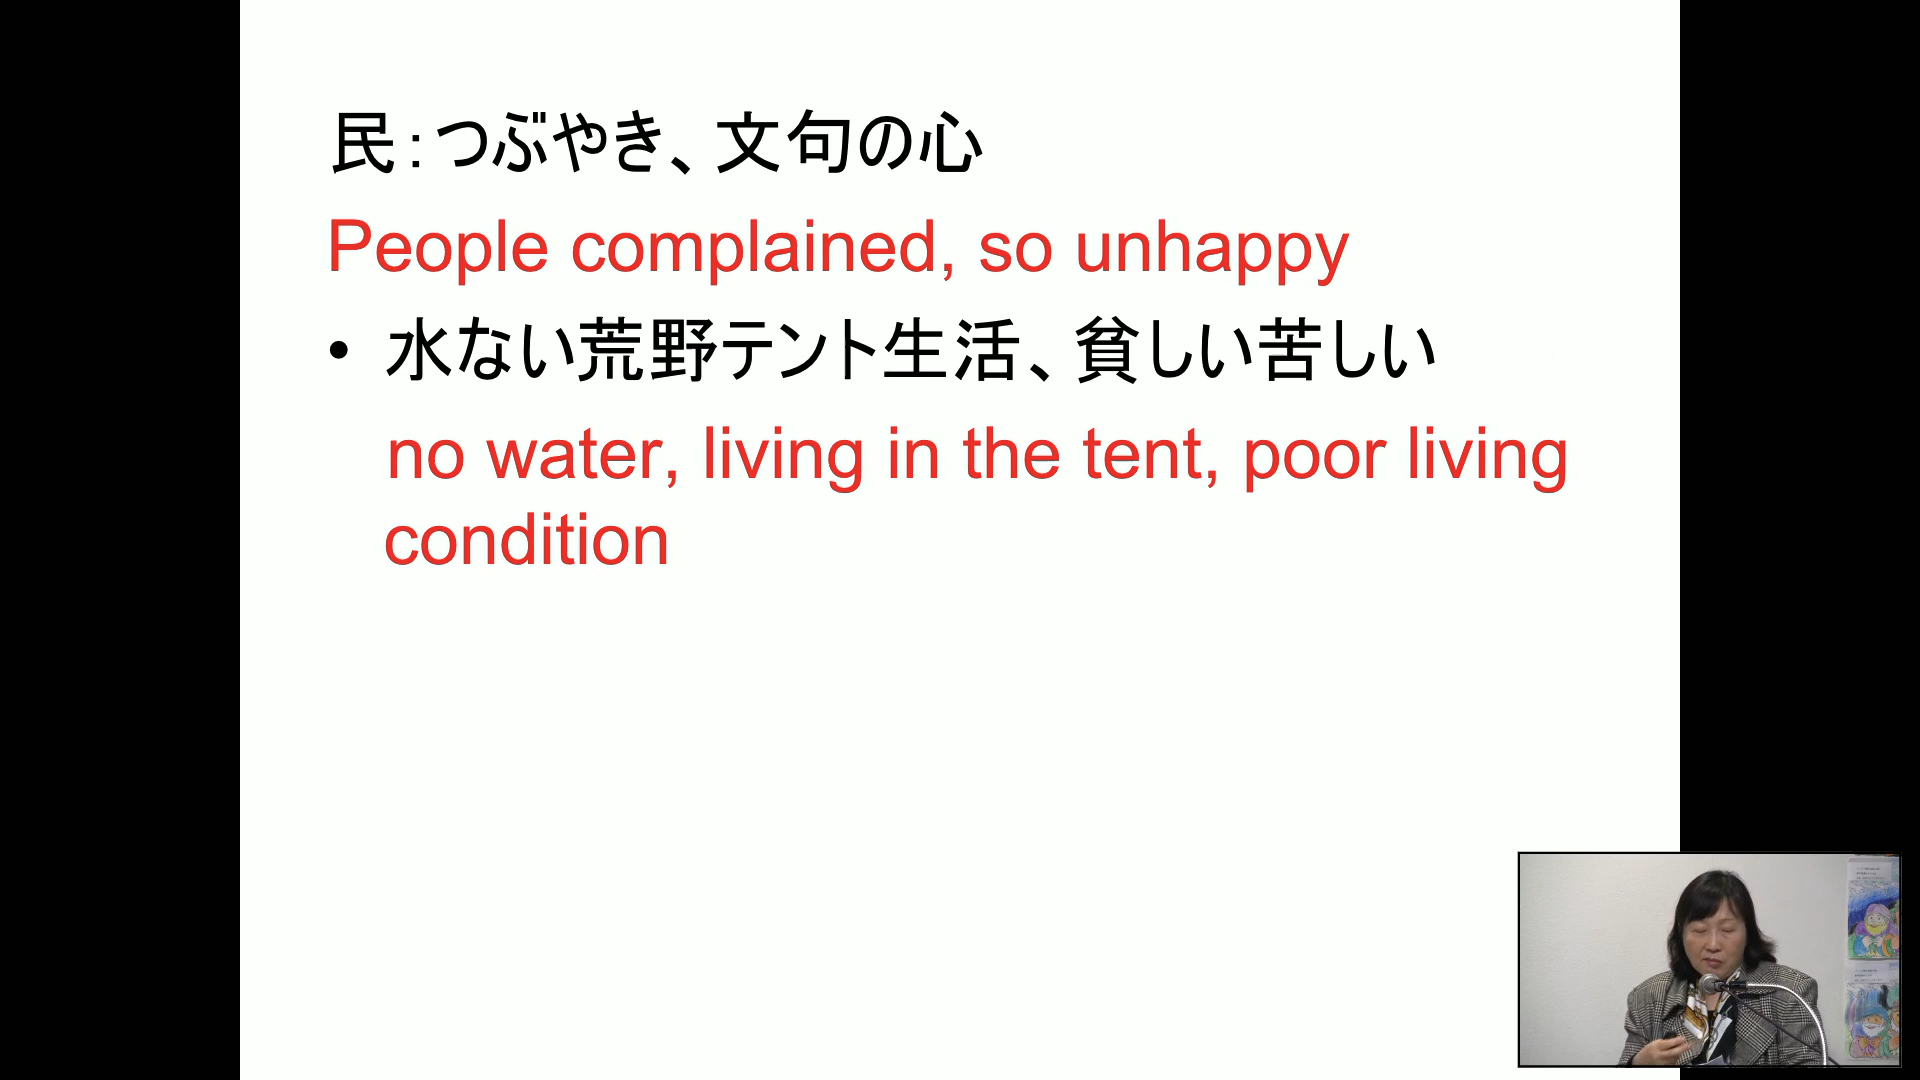 民：つぶやき、文句の心
People complained, so unhappy
• 水ない荒野テント生活、貧しい苦しい
no water, living in the tent, poor living
condition